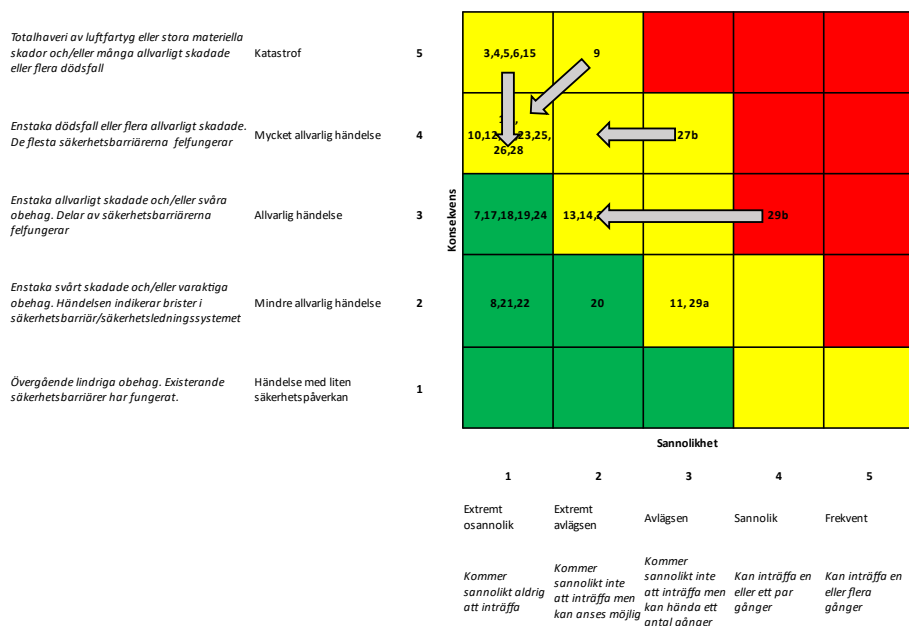 Totalhaveri av luftfartyg eller stora materiella
skador och/eller många allvarligt skadade
eller flera dödsfall
Katastrof
5
3,4,5,6,15
9
Enstaka dödsfall eller flera allvarligt skadade.
De flesta säkerhetsbarriärerna felfungerar
Mycket allvarlig händelse
4
10,12
23,25,
26,28
27b
Enstaka allvarligt skadade och/eller svåra
obehag. Delar av säkerhetsbarriärerna
felfungerar
Allvarlig händelse
3
7,17,18,19,24
13,14,
29b
Konsekvens
Enstaka svårt skadade och/eller varaktiga
obehag. Händelsen indikerar brister i
säkerhetsbarriär/säkerhetsledningssystemet
Mindre allvarlig händelse
2
8,21,22
20
11, 29a
Övergående lindriga obehag. Existerande
säkerhetsbarriärer har fungerat.
Händelse med liten
säkerhetspåverkan
1
Sannolikhet
1
2
3
4
5
Extremt
osannolik
Extremt
avlägsen
Avlägsen
Sannolik
Frekvent
Kommer
sannolikt aldrig
att inträffa
Kommer
sannolikt inte
att inträffa men
kan anses möjlig
Kommer
sannolikt inte
att inträffa men
kan hända ett
antal gånger
Kan inträffa en
eller ett par
gånger
Kan inträffa en
eller flera
gånger